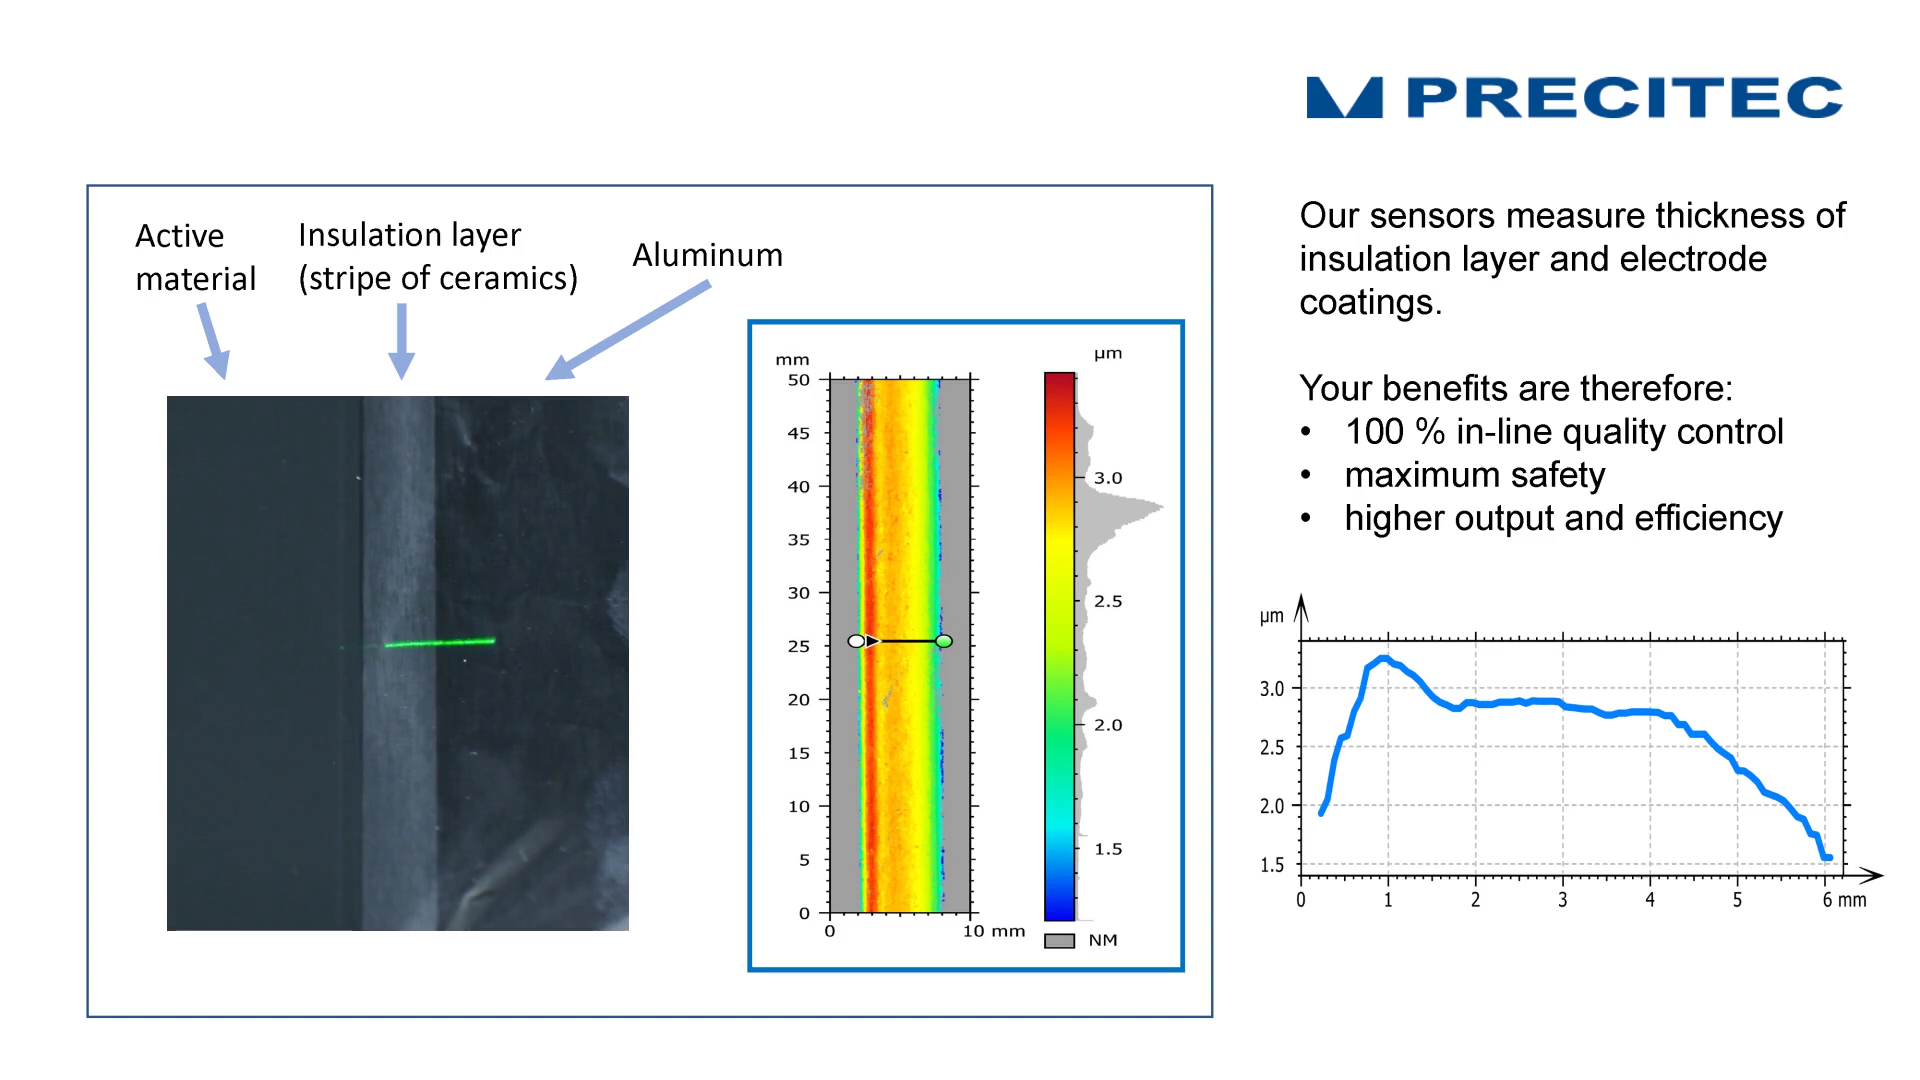 PRECITEC
Active
material
Insulation layer
(stripe of ceramics)
Aluminum
mm
50
45
40
35
30
25
20
15
10
5
0
0
10 mm
µm
3.0
2.5
2.0
1.5
NM
Our sensors measure thickness of
insulation layer and electrode
coatings.
Your benefits are therefore:
• 100 % in-line quality control
• maximum safety
• higher output and efficiency
µm
3.0
2.5
2.0
1.5
0 1 2 3 4 5 6 mm